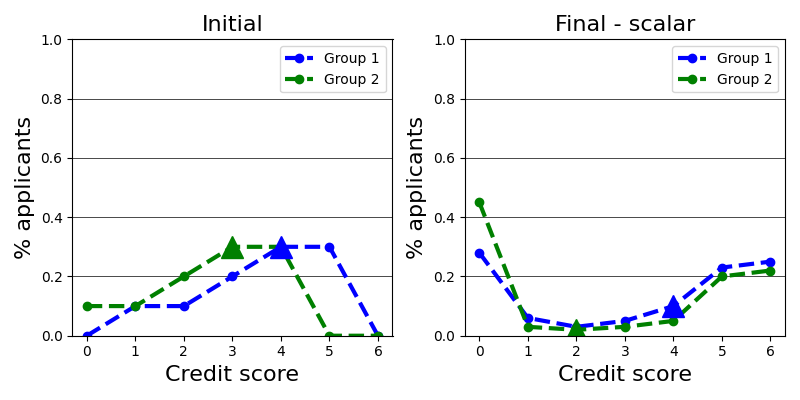 Initial
1.0
0.8
0.6
0.4
0.2
0.0
% applicants
Group 1
Group 2
0 1 2 3 4 5 6
Credit score
Final - scalar
1.0
0.8
0.6
0.4
0.2
0.0
% applicants
Group 1
Group 2
0 1 2 3 4 5 6
Credit score